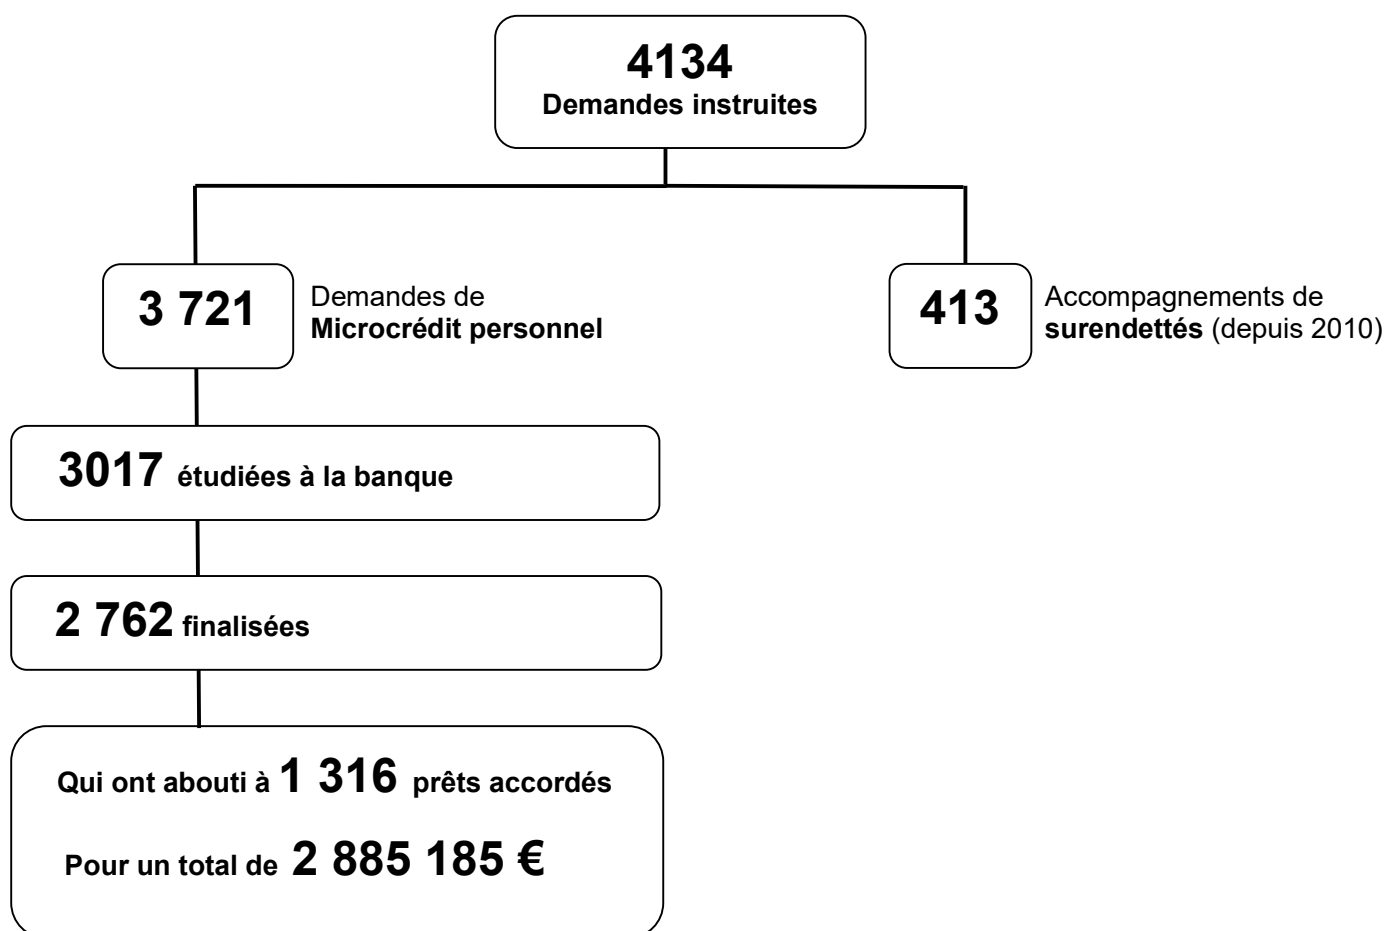 4134
Demandes instruites
3 721
Demandes de
Microcrédit personnel
413
Accompagnements de
surendettés (depuis 2010)
3017 étudiées à la banque
2 762 finalisées
Qui ont abouti à 1 316 prêts accordés
Pour un total de 2 885 185 €